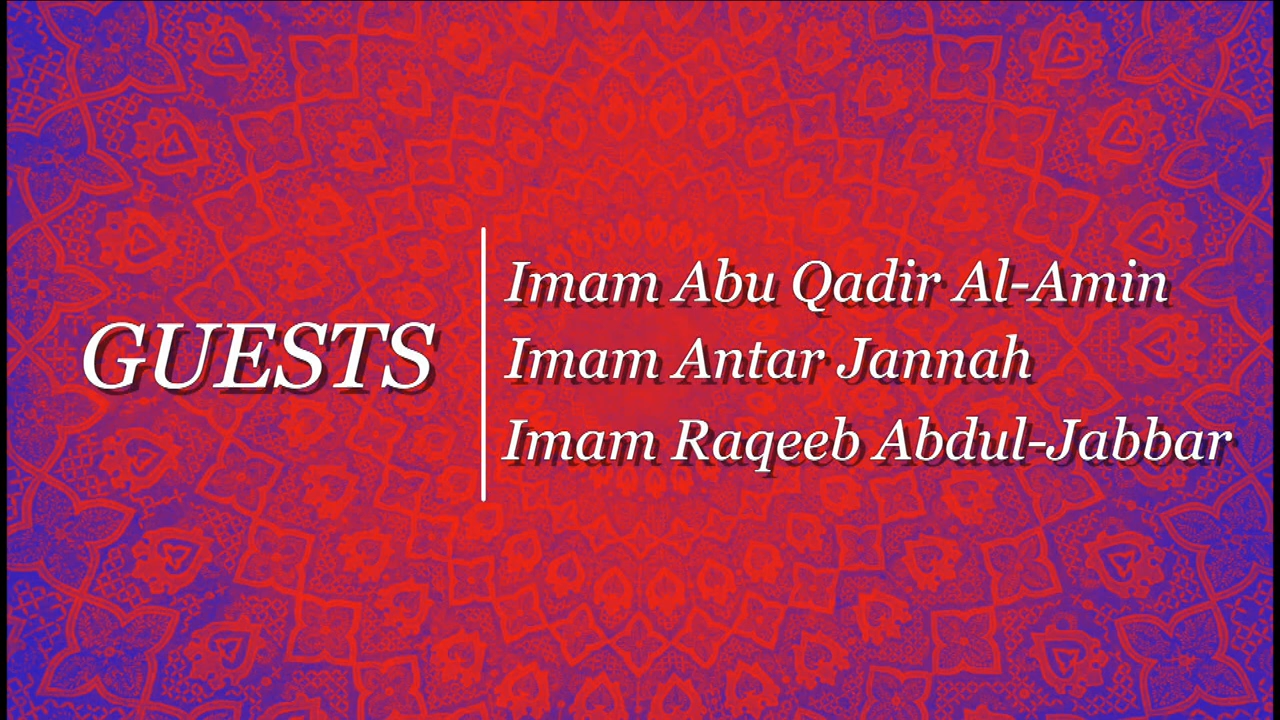 GUESTS
Imam Abu Qadir Al-Amin
Imam Antar Jannah
Imam Raqeeb Abdul-Jabbar